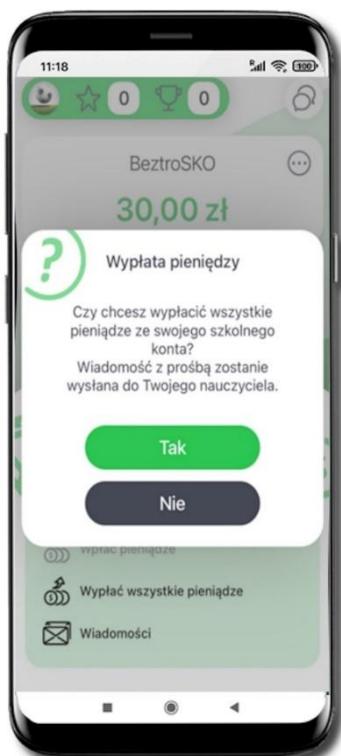 11:18
100
0
0
BeztroSKO
30,00 zł
?
Wypłata pieniędzy
Czy chcesz wypłacić wszystkie
pieniądze ze swojego szkolnego
konta?
Wiadomość z prośbą zostanie
wysłana do Twojego nauczyciela.
Tak
Nie
Wpłać pieniądze
Wypłać wszystkie pieniądze
Wiadomości